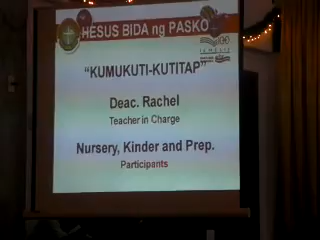 HESUS BIDA ng PASKO
"KUMUKUTI-KUTITAP"
Deac. Rachel
Teacher in Charge
Nursery, Kinder and Prep.
Participants